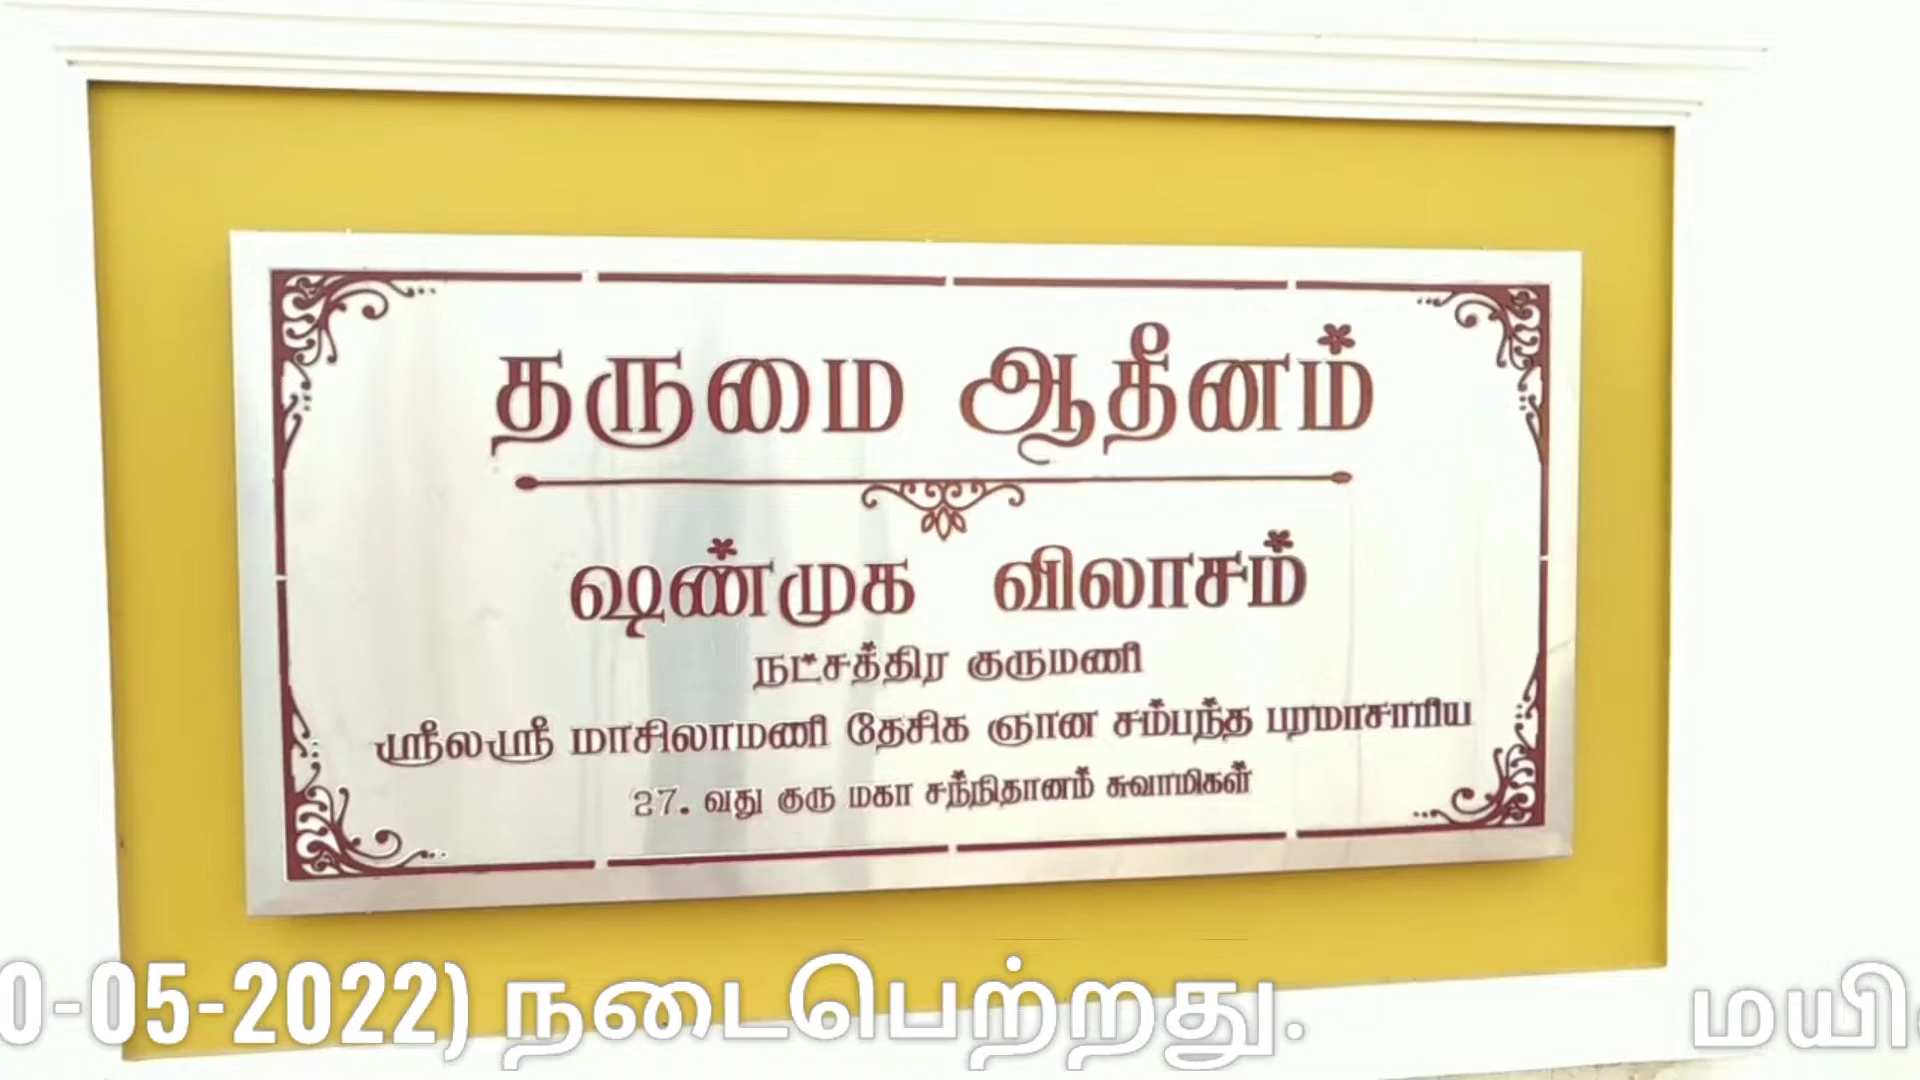 தருமை ஆதீனம்
ஷண்முக விலாசம்
நட்சத்திர குருமணி
ஸ்ரீலஸ்ரீ மாசிலாமணி தேசிக ஞான சம்பந்த பரமாசாரிய
27. வது குரு மகா சந்நிதானம் சுவாமிகள்
0-05-2022) நடைபெற்றது.